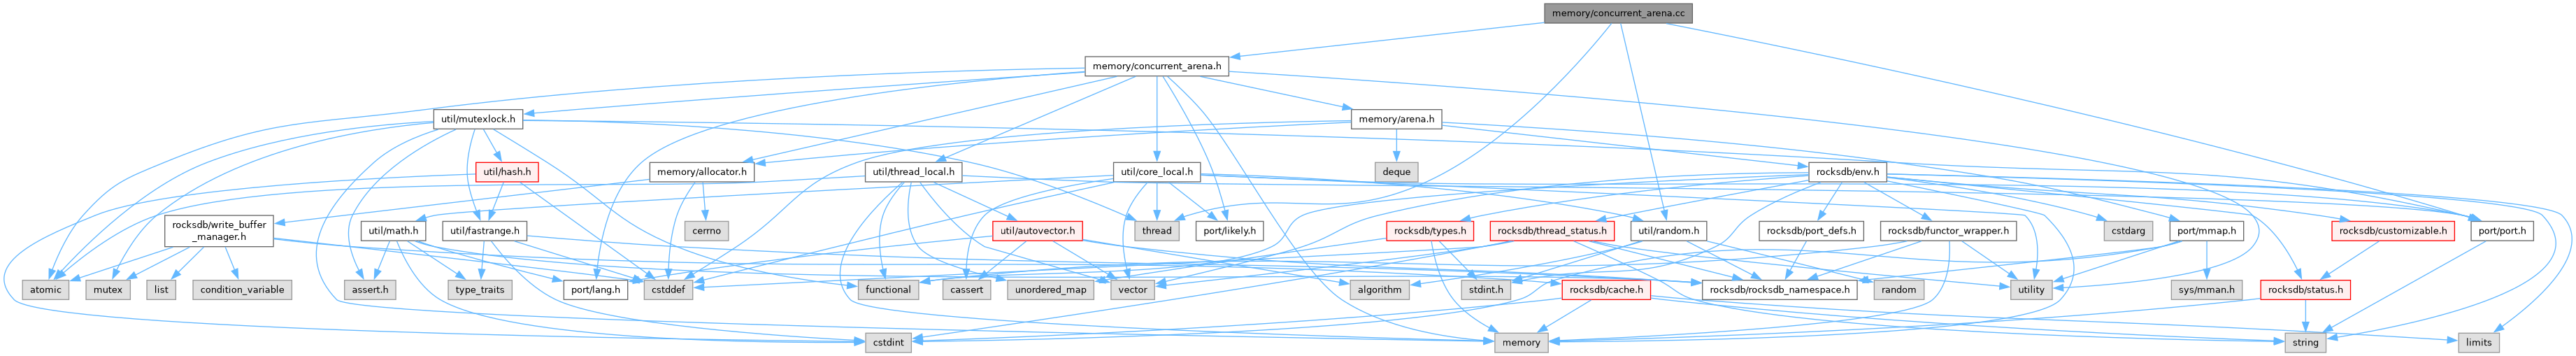 memory/concurrent_arena.cc
memory/concurrent_arena.h
util/mutexlock.h
memory/arena.h
util/hash.h
memory/allocator.h
util/thread_local.h
util/core_local.h
deque
rocksdb/env.h
rocksdb/write_buffer
_manager.h
util/math.h
util/fastrange.h
cerrno
util/autovector.h
thread
port/likely.h
rocksdb/types.h
rocksdb/thread_status.h
util/random.h
rocksdb/port_defs.h
rocksdb/functor_wrapper.h
cstdarg
port/mmap.h
rocksdb/customizable.h
port/port.h
atomic
mutex
list
condition_variable
assert.h
type_traits
port/lang.h
cstddef
functional
cassert
unordered_map
vector
algorithm
stdint.h
rocksdb/cache.h
rocksdb/rocksdb_namespace.h
random
utility
sys/mman.h
rocksdb/status.h
cstdint
memory
string
limits